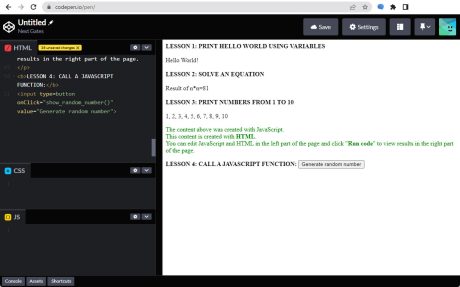 codepen.io/pen/
Untitled
Nest Gates
Save
Settings
HTML
results in the right part of the page.
</p>
<b>LESSON 4: CALL A JAVASCRIPT
FUNCTION:</b>
<input type=button
onClick="show_random_number()"
value="Generate random number">
CSS
JS
Console Assets Shortcuts
LESSON 1: PRINT HELLO WORLD USING VARIABLES
Hello World!
LESSON 2: SOLVE AN EQUATION
Result of n*n=81
LESSON 3: PRINT NUMBERS FROM 1 TO 10
1, 2, 3, 4, 5, 6, 7, 8, 9, 10
The content above was created with JavaScript.
This content is created with HTML.
You can edit JavaScript and HTML in the left part of the page and click "Run code" to view results in the right part
of the page.
LESSON 4: CALL A JAVASCRIPT FUNCTION: Generate random number